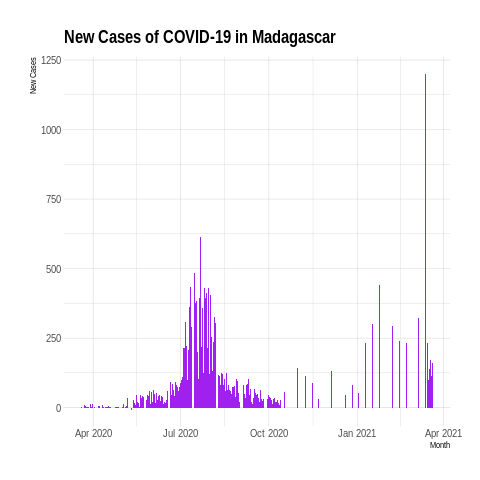 New Cases of COVID-19 in Madagascar
New Cases
1250
1000
750
500
250
0
Apr 2020
Jul 2020
Oct 2020
Jan 2021
Apr 2021
Month